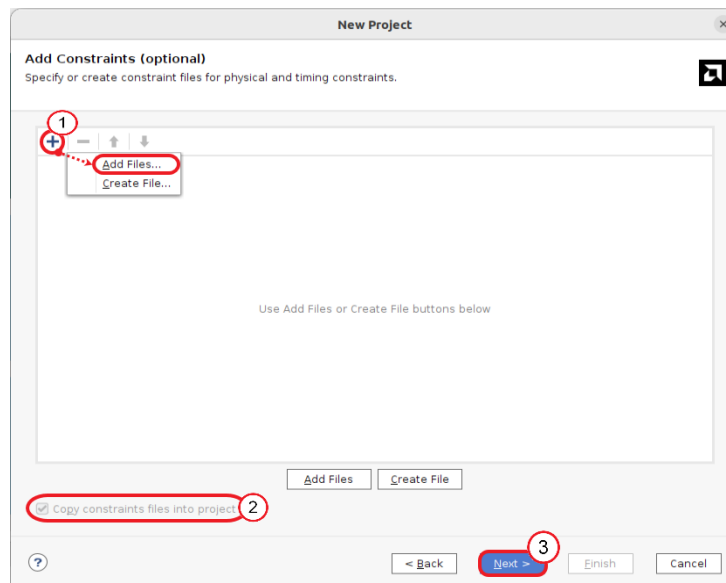 New Project
Add Constraints (optional)
Specify or create constraint files for physical and timing constraints.
1
Add Files...
Create File...
Use Add Files or Create File buttons below
Add Files Create File
Copy constraints files into project 2
3
? < Back Next > Finish Cancel